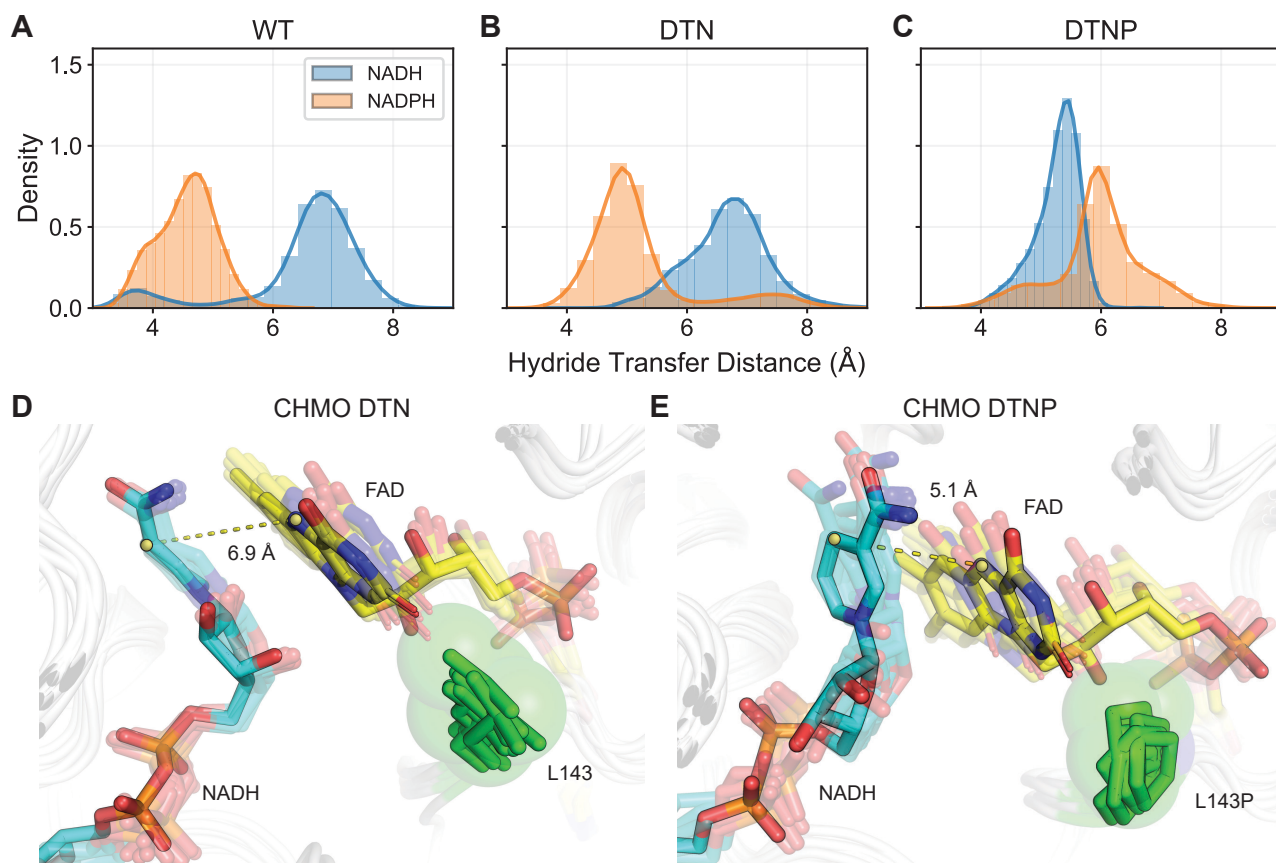 A
WT
B
DTN
C
DTNP
1.5
1.0
0.5
0.0
NADH
NADPH
Density
4
6
8
4
6
8
4
6
8
Hydride Transfer Distance (Å)
D
CHMO DTN
E
CHMO DTNP
FAD
6.9 Å
L143
NADH
5.1 Å
FAD
L143P
NADH